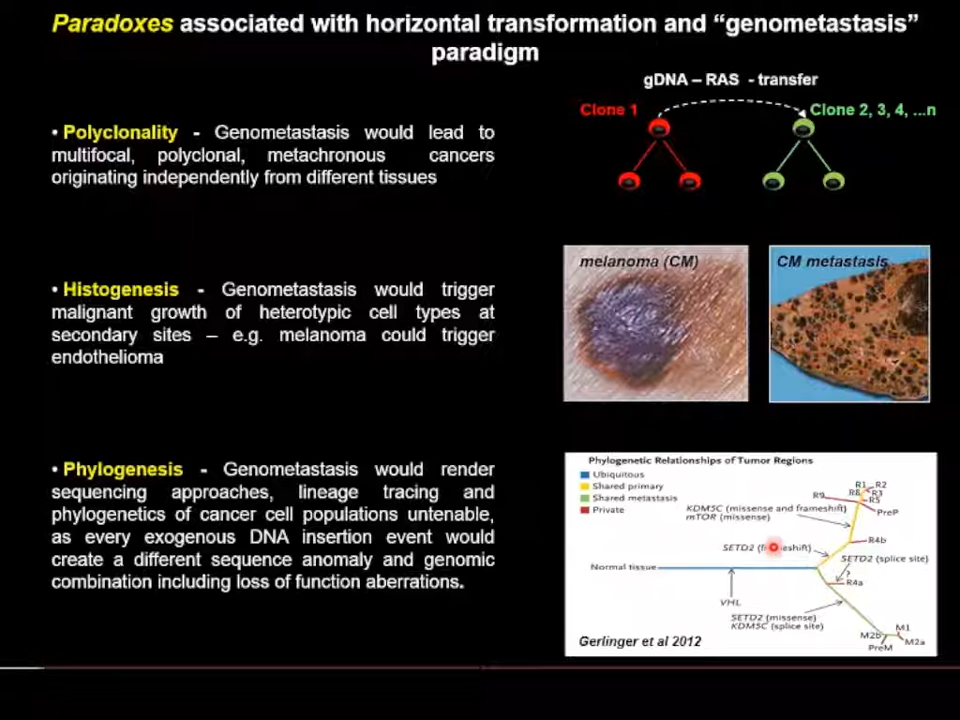 Paradoxes associated with horizontal transformation and “genometastasis”
paradigm
gDNA – RAS - transfer
Clone 1
Clone 2, 3, 4, ...n
• Polyclonality - Genometastasis would lead to
multifocal, polyclonal, metachronous cancers
originating independently from different tissues
melanoma (CM)
CM metastasis
• Histogenesis - Genometastasis would trigger
malignant growth of heterotypic cell types at
secondary sites – e.g. melanoma could trigger
endothelioma
• Phylogenesis - Genometastasis would render
sequencing approaches, lineage tracing and
phylogenetics of cancer cell populations untenable,
as every exogenous DNA insertion event would
create a different sequence anomaly and genomic
combination including loss of function aberrations.
Phylogenetic Relationships of Tumor Regions
Ubiquitous
Shared primary
Shared metastasis
Private
R1
R2
R9
R8
R3
R5
PreP
KDM5C (missense and frameshift)
mTOR (missense)
R4b
SETD2
SETD2 (splice site)
Normal tissue
?
R4a
VHL
SETD2 (missense)
KDM5C (splice site)
M1
M2b
M2a
PreM
Gerlinger et al 2012